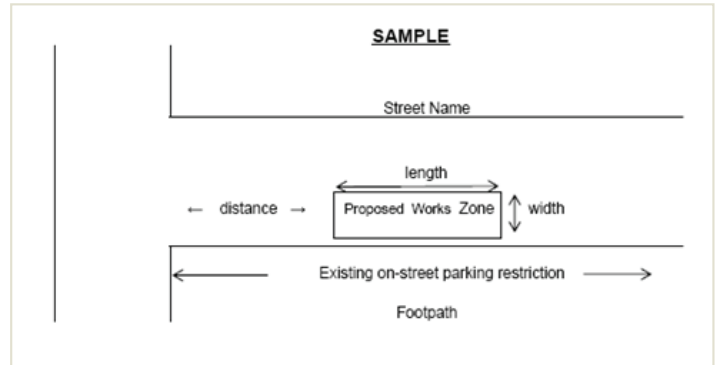 SAMPLE
Street Name
length
← distance →
Proposed Works Zone
width
Existing on-street parking restriction
Footpath